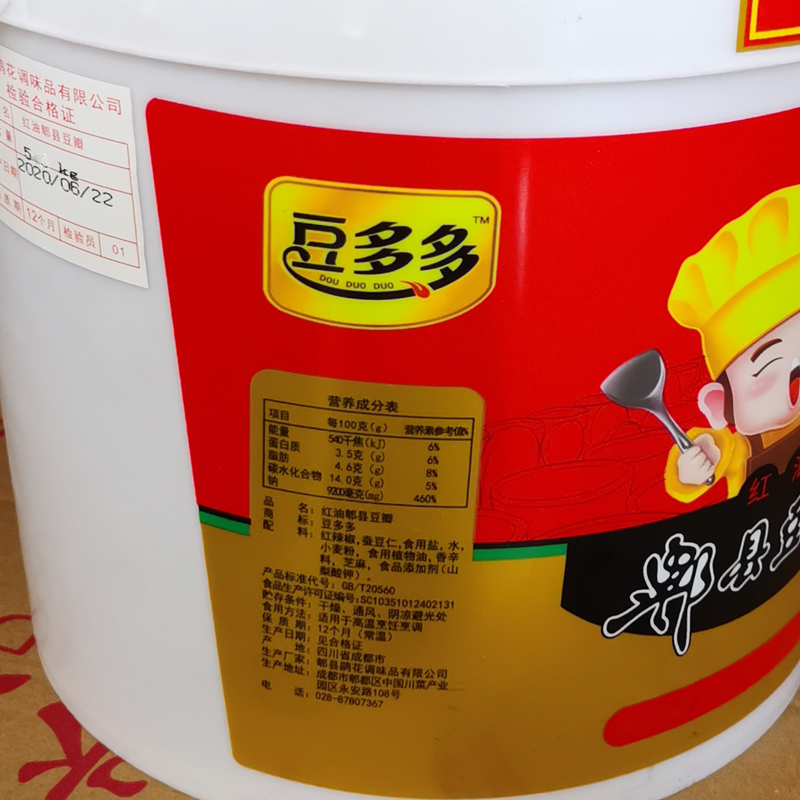 鹃花调味品有限公司
检验合格证
名 红油郫县豆瓣
量 5 kg
产日期 2020/06/22
质期 12个月 检验员 01
豆多多 TM
DOU DUO DUO
营养成分表
项目 每100克(g) 营养素参考值%
能量 540千焦(kJ) 6%
蛋白质 3.5克(g) 6%
脂肪 4.6克(g) 8%
碳水化合物 14.0克(g) 5%
钠 9200毫克(mg) 460%
品 名：红油郫县豆瓣
商 标：豆多多
配 料：红辣椒,蚕豆仁,食用盐,水,
小麦粉，食用植物油,香辛
料，芝麻，食品添加剂(山
梨酸钾）。
产品标准代号：GB/T20560
食品生产许可证编号:SC10351012402131
贮存条件：干燥、通风、阴凉避光处
食用方法：适用于高温烹饪烹调
保 质 期：12个月（常温）
生产日期：见合格证
产 地：四川省成都市
生产厂家：郫县鹃花调味品有限公司
生产地址：成都市郫都区中国川菜产业
园区永安路108号
电 话：028-87807367
红油
郫县豆